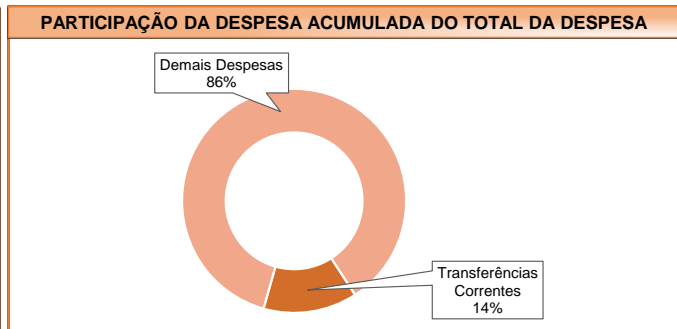 PARTICIPAÇÃO DA DESPESA ACUMULADA DO TOTAL DA DESPESA
Demais Despesas
86%
Transferências
Correntes
14%